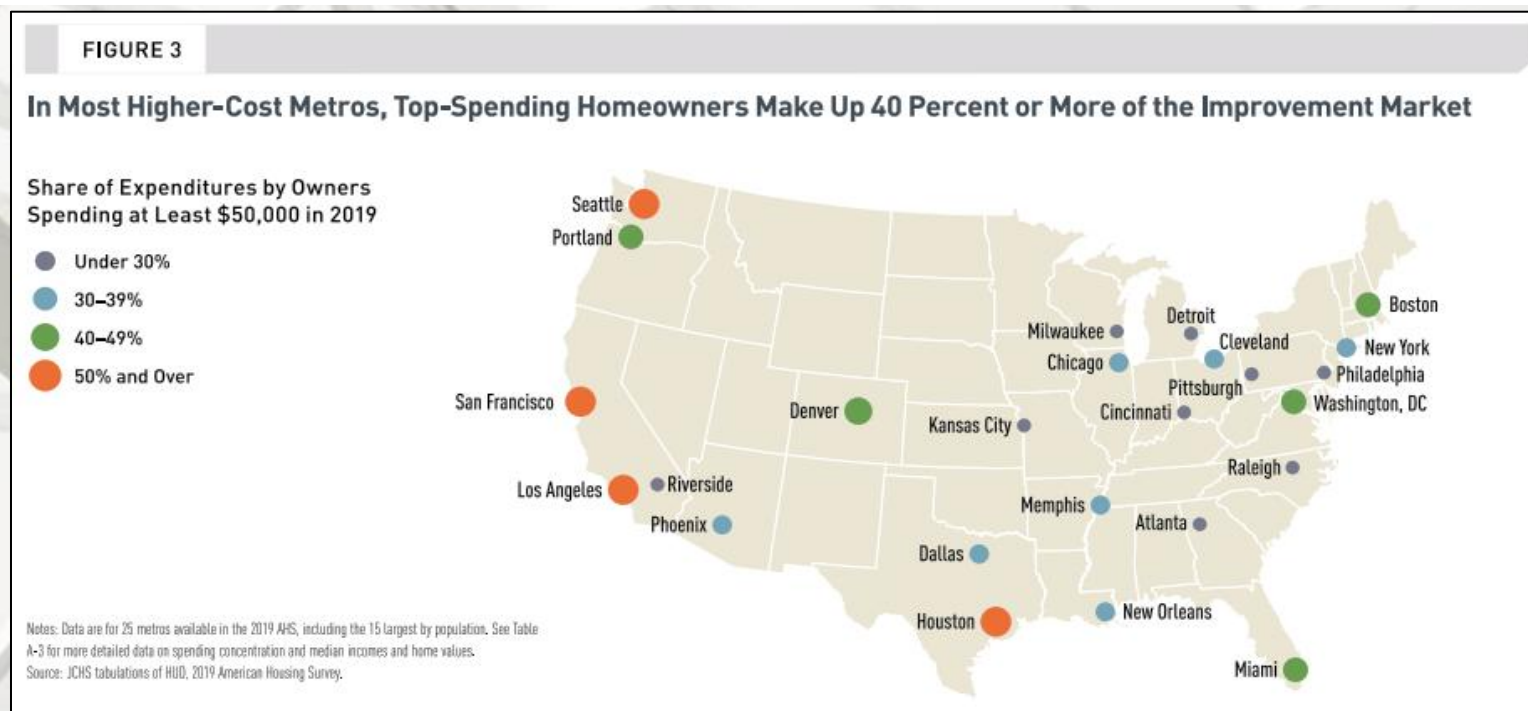 FIGURE 3
In Most Higher-Cost Metros, Top-Spending Homeowners Make Up 40 Percent or More of the Improvement Market
Share of Expenditures by Owners
Spending at Least $50,000 in 2019
Under 30%
30–39%
40–49%
50% and Over
Seattle
Portland
Boston
Detroit
Milwaukee
Cleveland
New York
Chicago
Philadelphia
Pittsburgh
San Francisco
Denver
Washington, DC
Cincinnati
Kansas City
Raleigh
Riverside
Los Angeles
Memphis
Phoenix
Atlanta
Dallas
New Orleans
Houston
Miami
Notes: Data are for 25 metros available in the 2019 AHS, including the 15 largest by population. See Table
A-3 for more detailed data on spending concentration and median incomes and home values.
Source: JCHS tabulations of HUD, 2019 American Housing Survey.